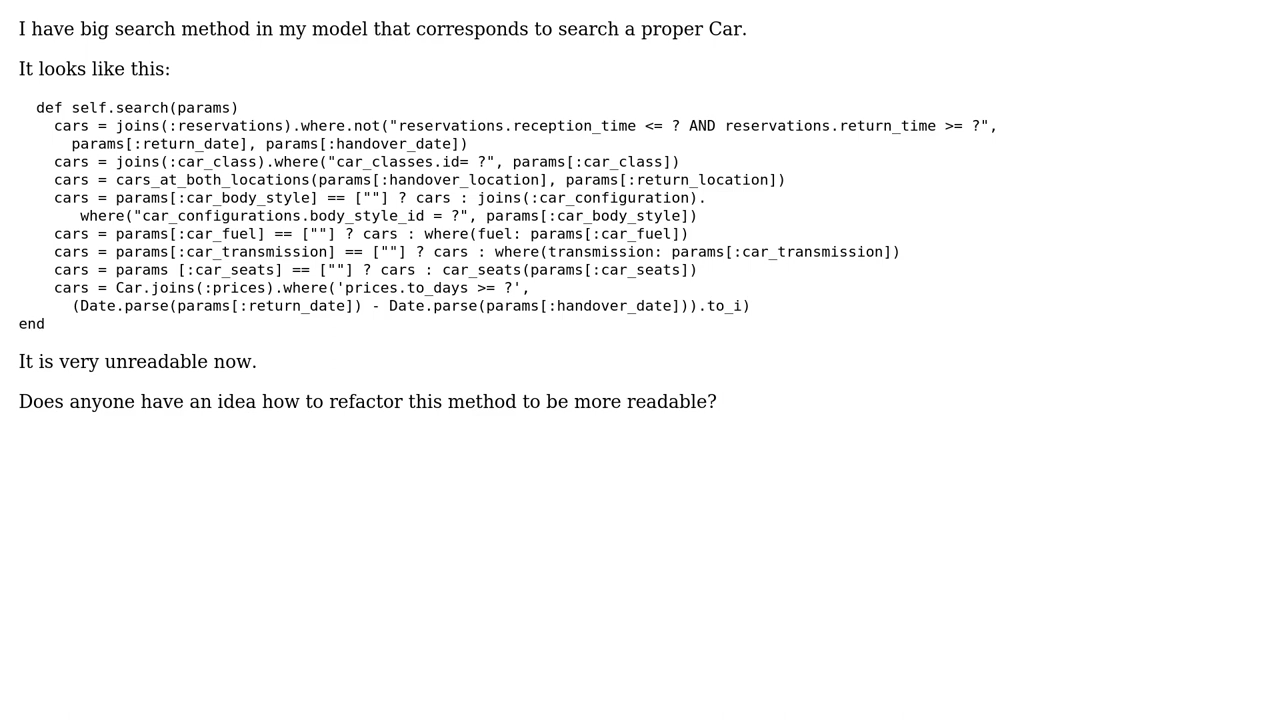 I have big search method in my model that corresponds to search a proper Car.
It looks like this:
  def self.search(params)
    cars = joins(:reservations).where.not("reservations.reception_time <= ? AND reservations.return_time >= ?",
      params[:return_date], params[:handover_date])
    cars = joins(:car_class).where("car_classes.id= ?", params[:car_class])
    cars = cars_at_both_locations(params[:handover_location], params[:return_location])
    cars = params[:car_body_style] == [""] ? cars : joins(:car_configuration).
       where("car_configurations.body_style_id = ?", params[:car_body_style])
    cars = params[:car_fuel] == [""] ? cars : where(fuel: params[:car_fuel])
    cars = params[:car_transmission] == [""] ? cars : where(transmission: params[:car_transmission])
    cars = params [:car_seats] == [""] ? cars : car_seats(params[:car_seats])
    cars = Car.joins(:prices).where('prices.to_days >= ?',
      (Date.parse(params[:return_date]) - Date.parse(params[:handover_date])).to_i)
end
It is very unreadable now.
Does anyone have an idea how to refactor this method to be more readable?